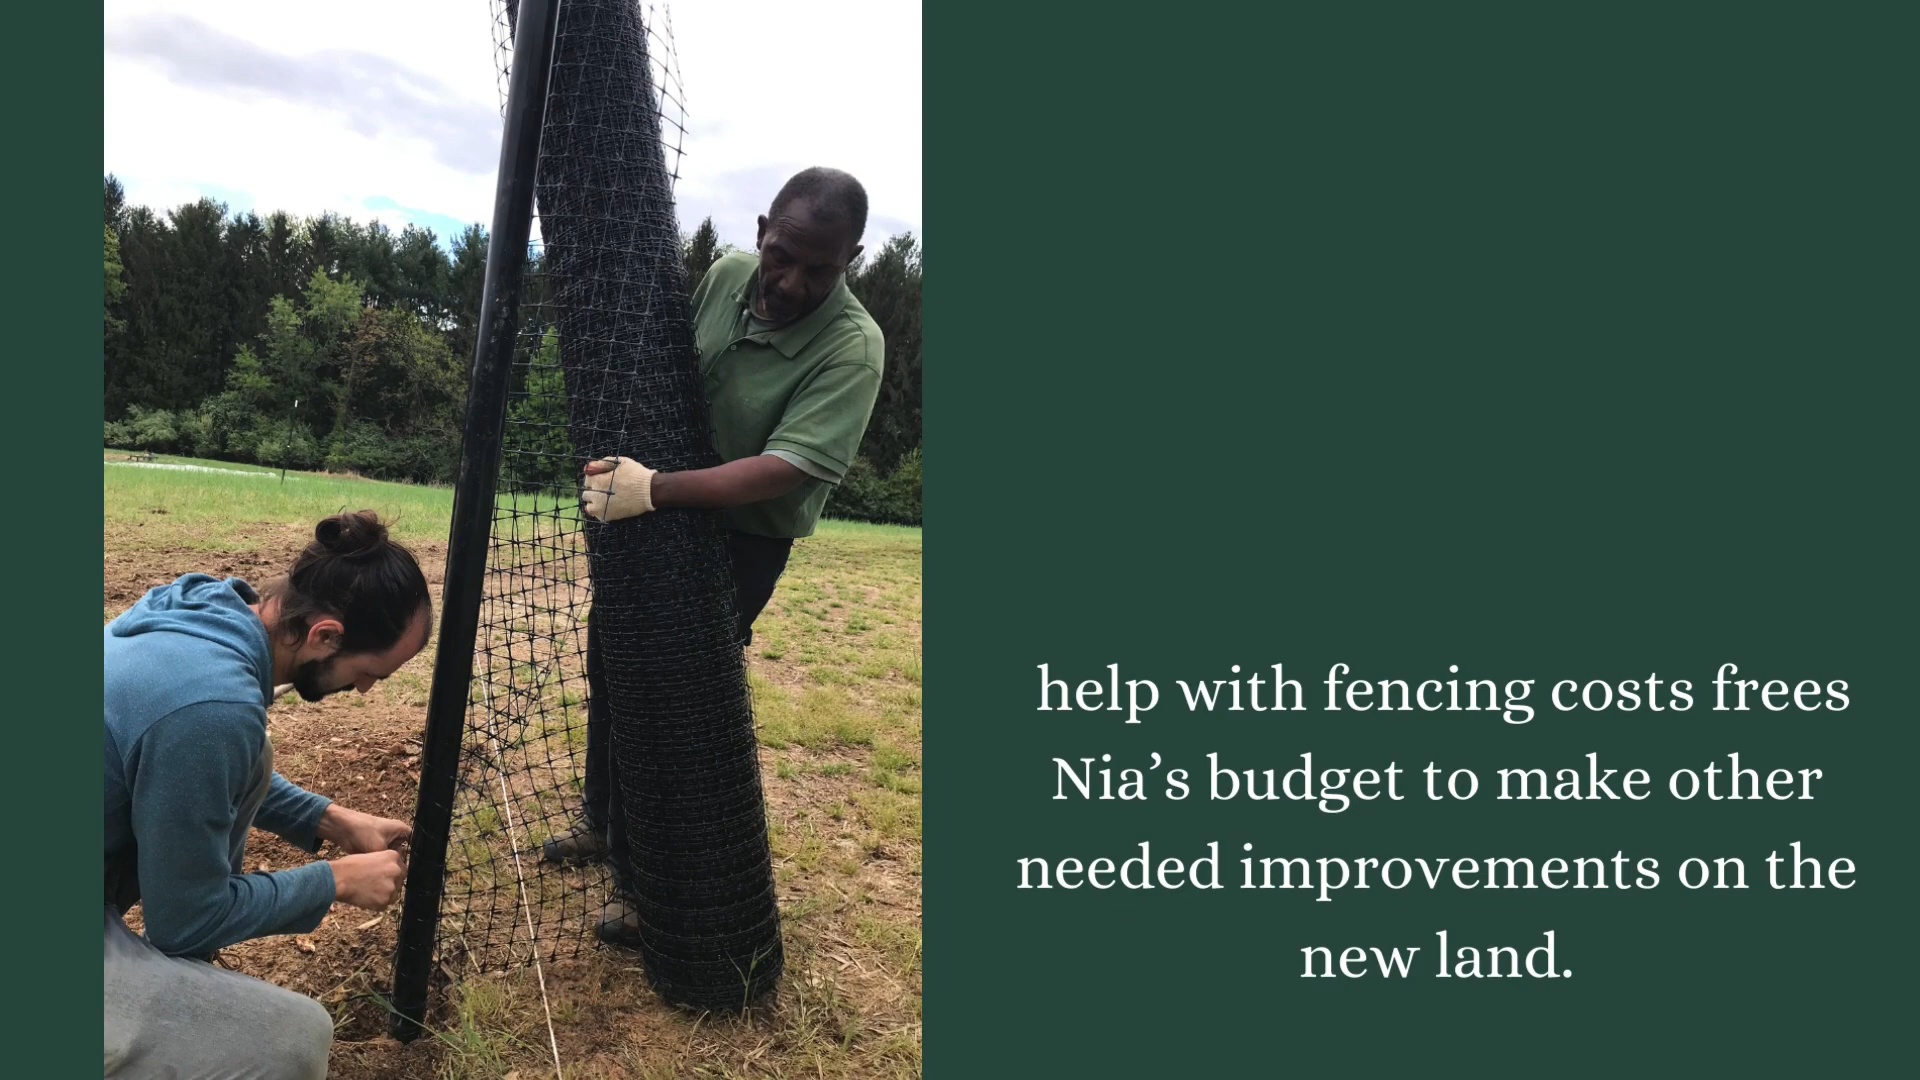 help with fencing costs frees
Nia’s budget to make other
needed improvements on the
new land.